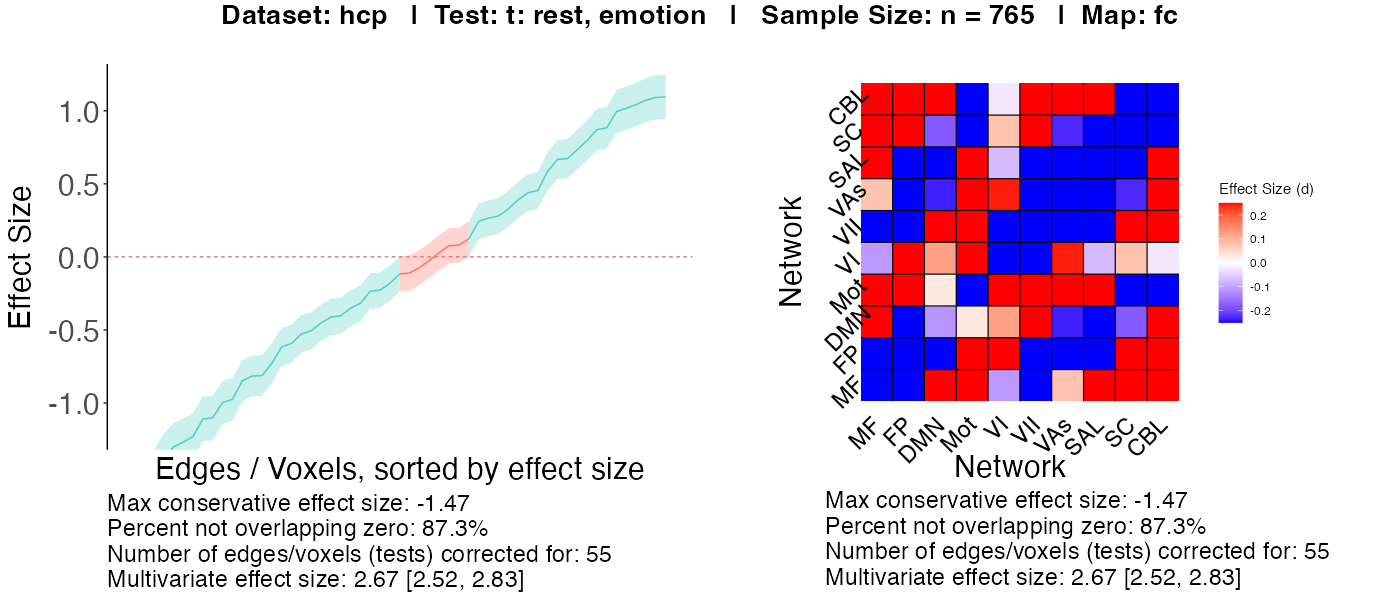 Dataset: hcp | Test: t: rest, emotion | Sample Size: n = 765 | Map: fc
Effect Size
1.0
0.5
0.0
-0.5
-1.0
Edges / Voxels, sorted by effect size
Max conservative effect size: -1.47
Percent not overlapping zero: 87.3%
Number of edges/voxels (tests) corrected for: 55
Multivariate effect size: 2.67 [2.52, 2.83]
Network
CBL
SC
SAL
VAs
VII
VI
Mot
DMN
FP
MF
MF FP DMN Mot VI VII VAs SAL SC CBL
Network
Effect Size (d)
0.2
0.1
0.0
-0.1
-0.2
Max conservative effect size: -1.47
Percent not overlapping zero: 87.3%
Number of edges/voxels (tests) corrected for: 55
Multivariate effect size: 2.67 [2.52, 2.83]